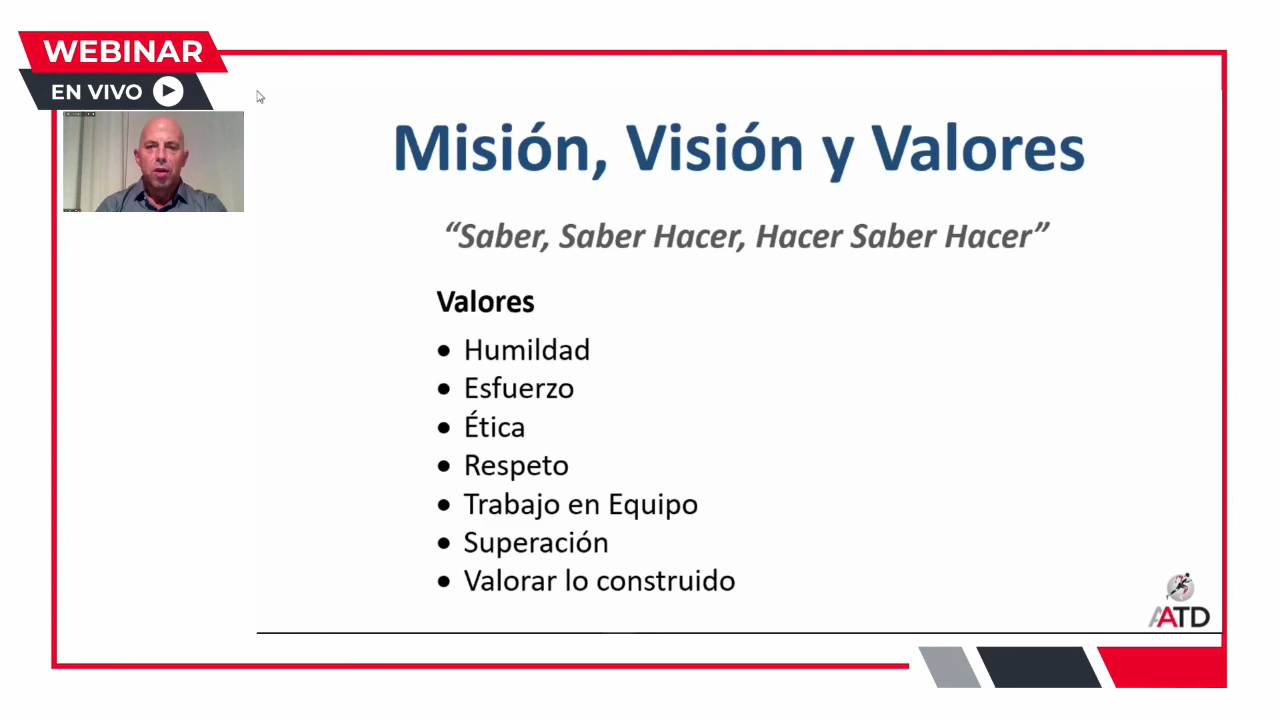 WEBINAR
EN VIVO
Misión, Visión y Valores
“Saber, Saber Hacer, Hacer Saber Hacer”
Valores
• Humildad
• Esfuerzo
• Ética
• Respeto
• Trabajo en Equipo
• Superación
• Valorar lo construido
AATD